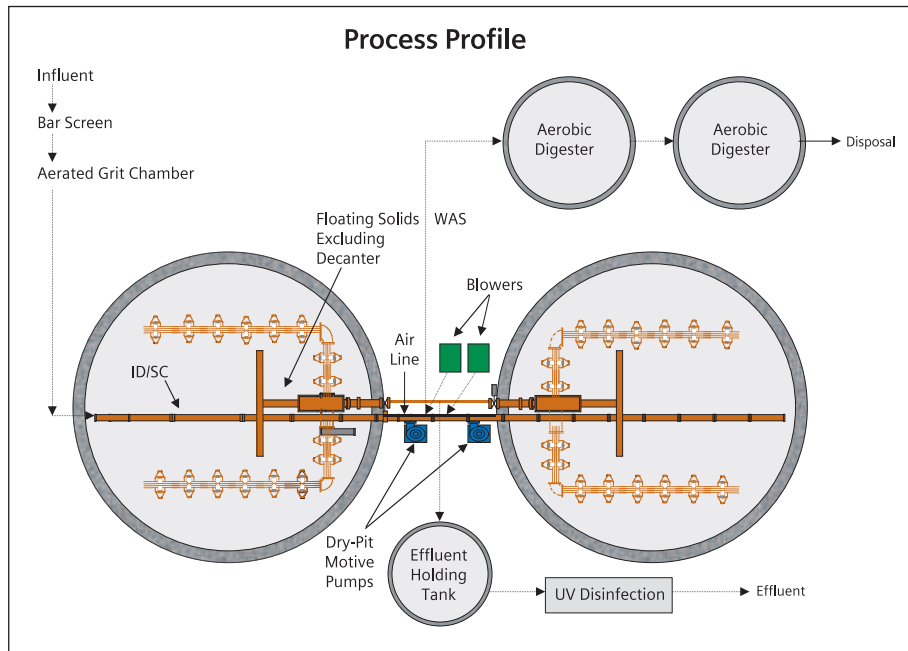 Process Profile
Influent
Bar Screen
Aerated Grit Chamber
Aerobic
Digester
Aerobic
Digester
Disposal
Floating Solids
Excluding
Decanter
WAS
Blowers
Air
Line
ID/SC
Dry-Pit
Motive
Pumps
Effluent
Holding
Tank
UV Disinfection
Effluent